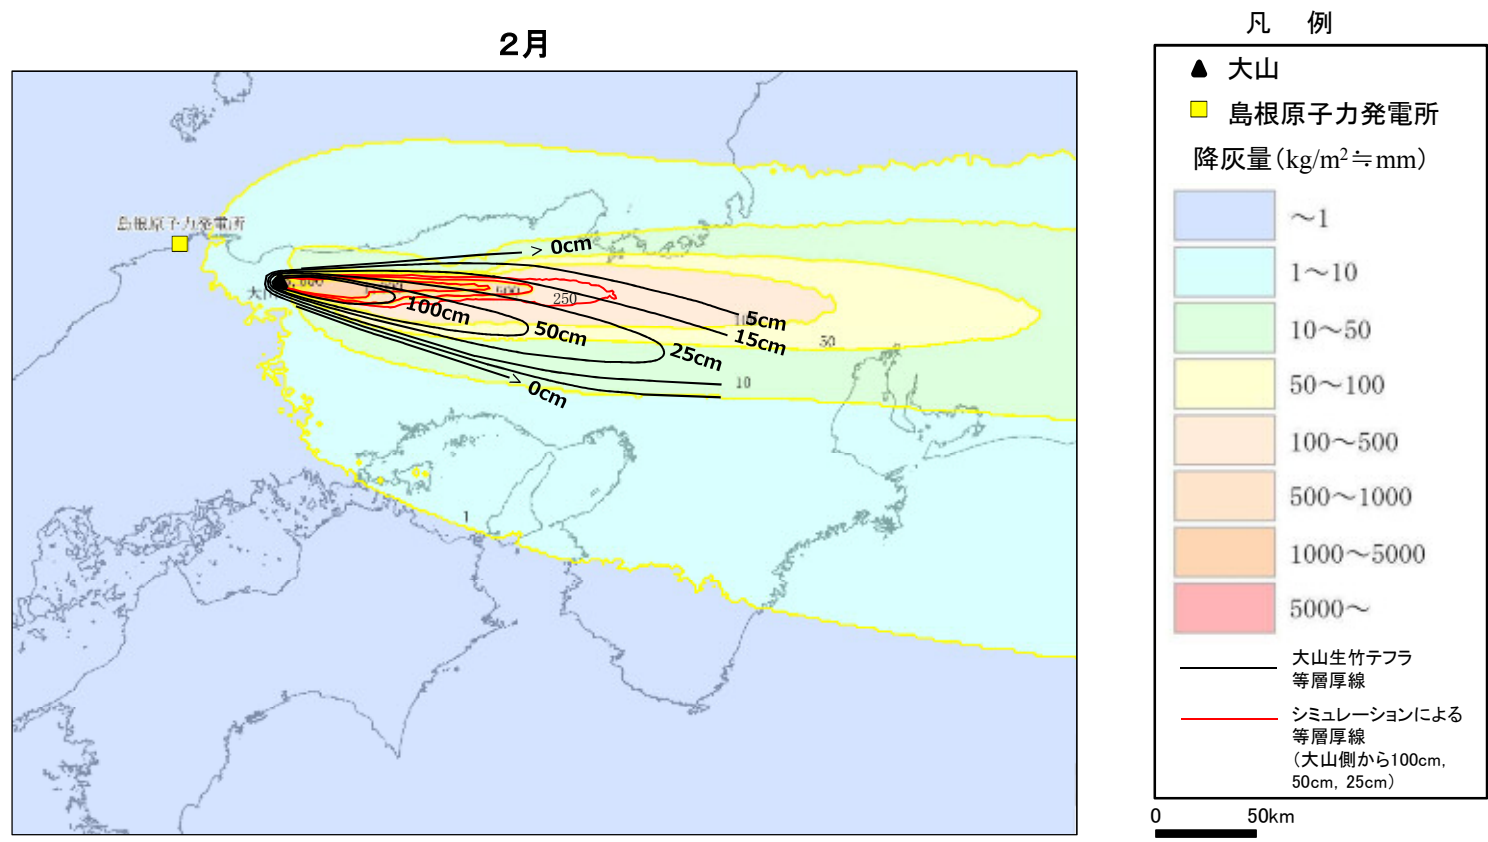 2月
島根原子力発電所
大山
500
250
100cm
50cm
25cm
5cm
15cm
> 0cm
> 0cm
50
10
1
凡 例
大山
島根原子力発電所
降灰量(kg/m²≒mm)
～1
1～10
10～50
50～100
100～500
500～1000
1000～5000
5000～
大山生竹テフラ
等層厚線
シミュレーションによる
等層厚線
(大山側から100cm,
50cm, 25cm)
0 50km